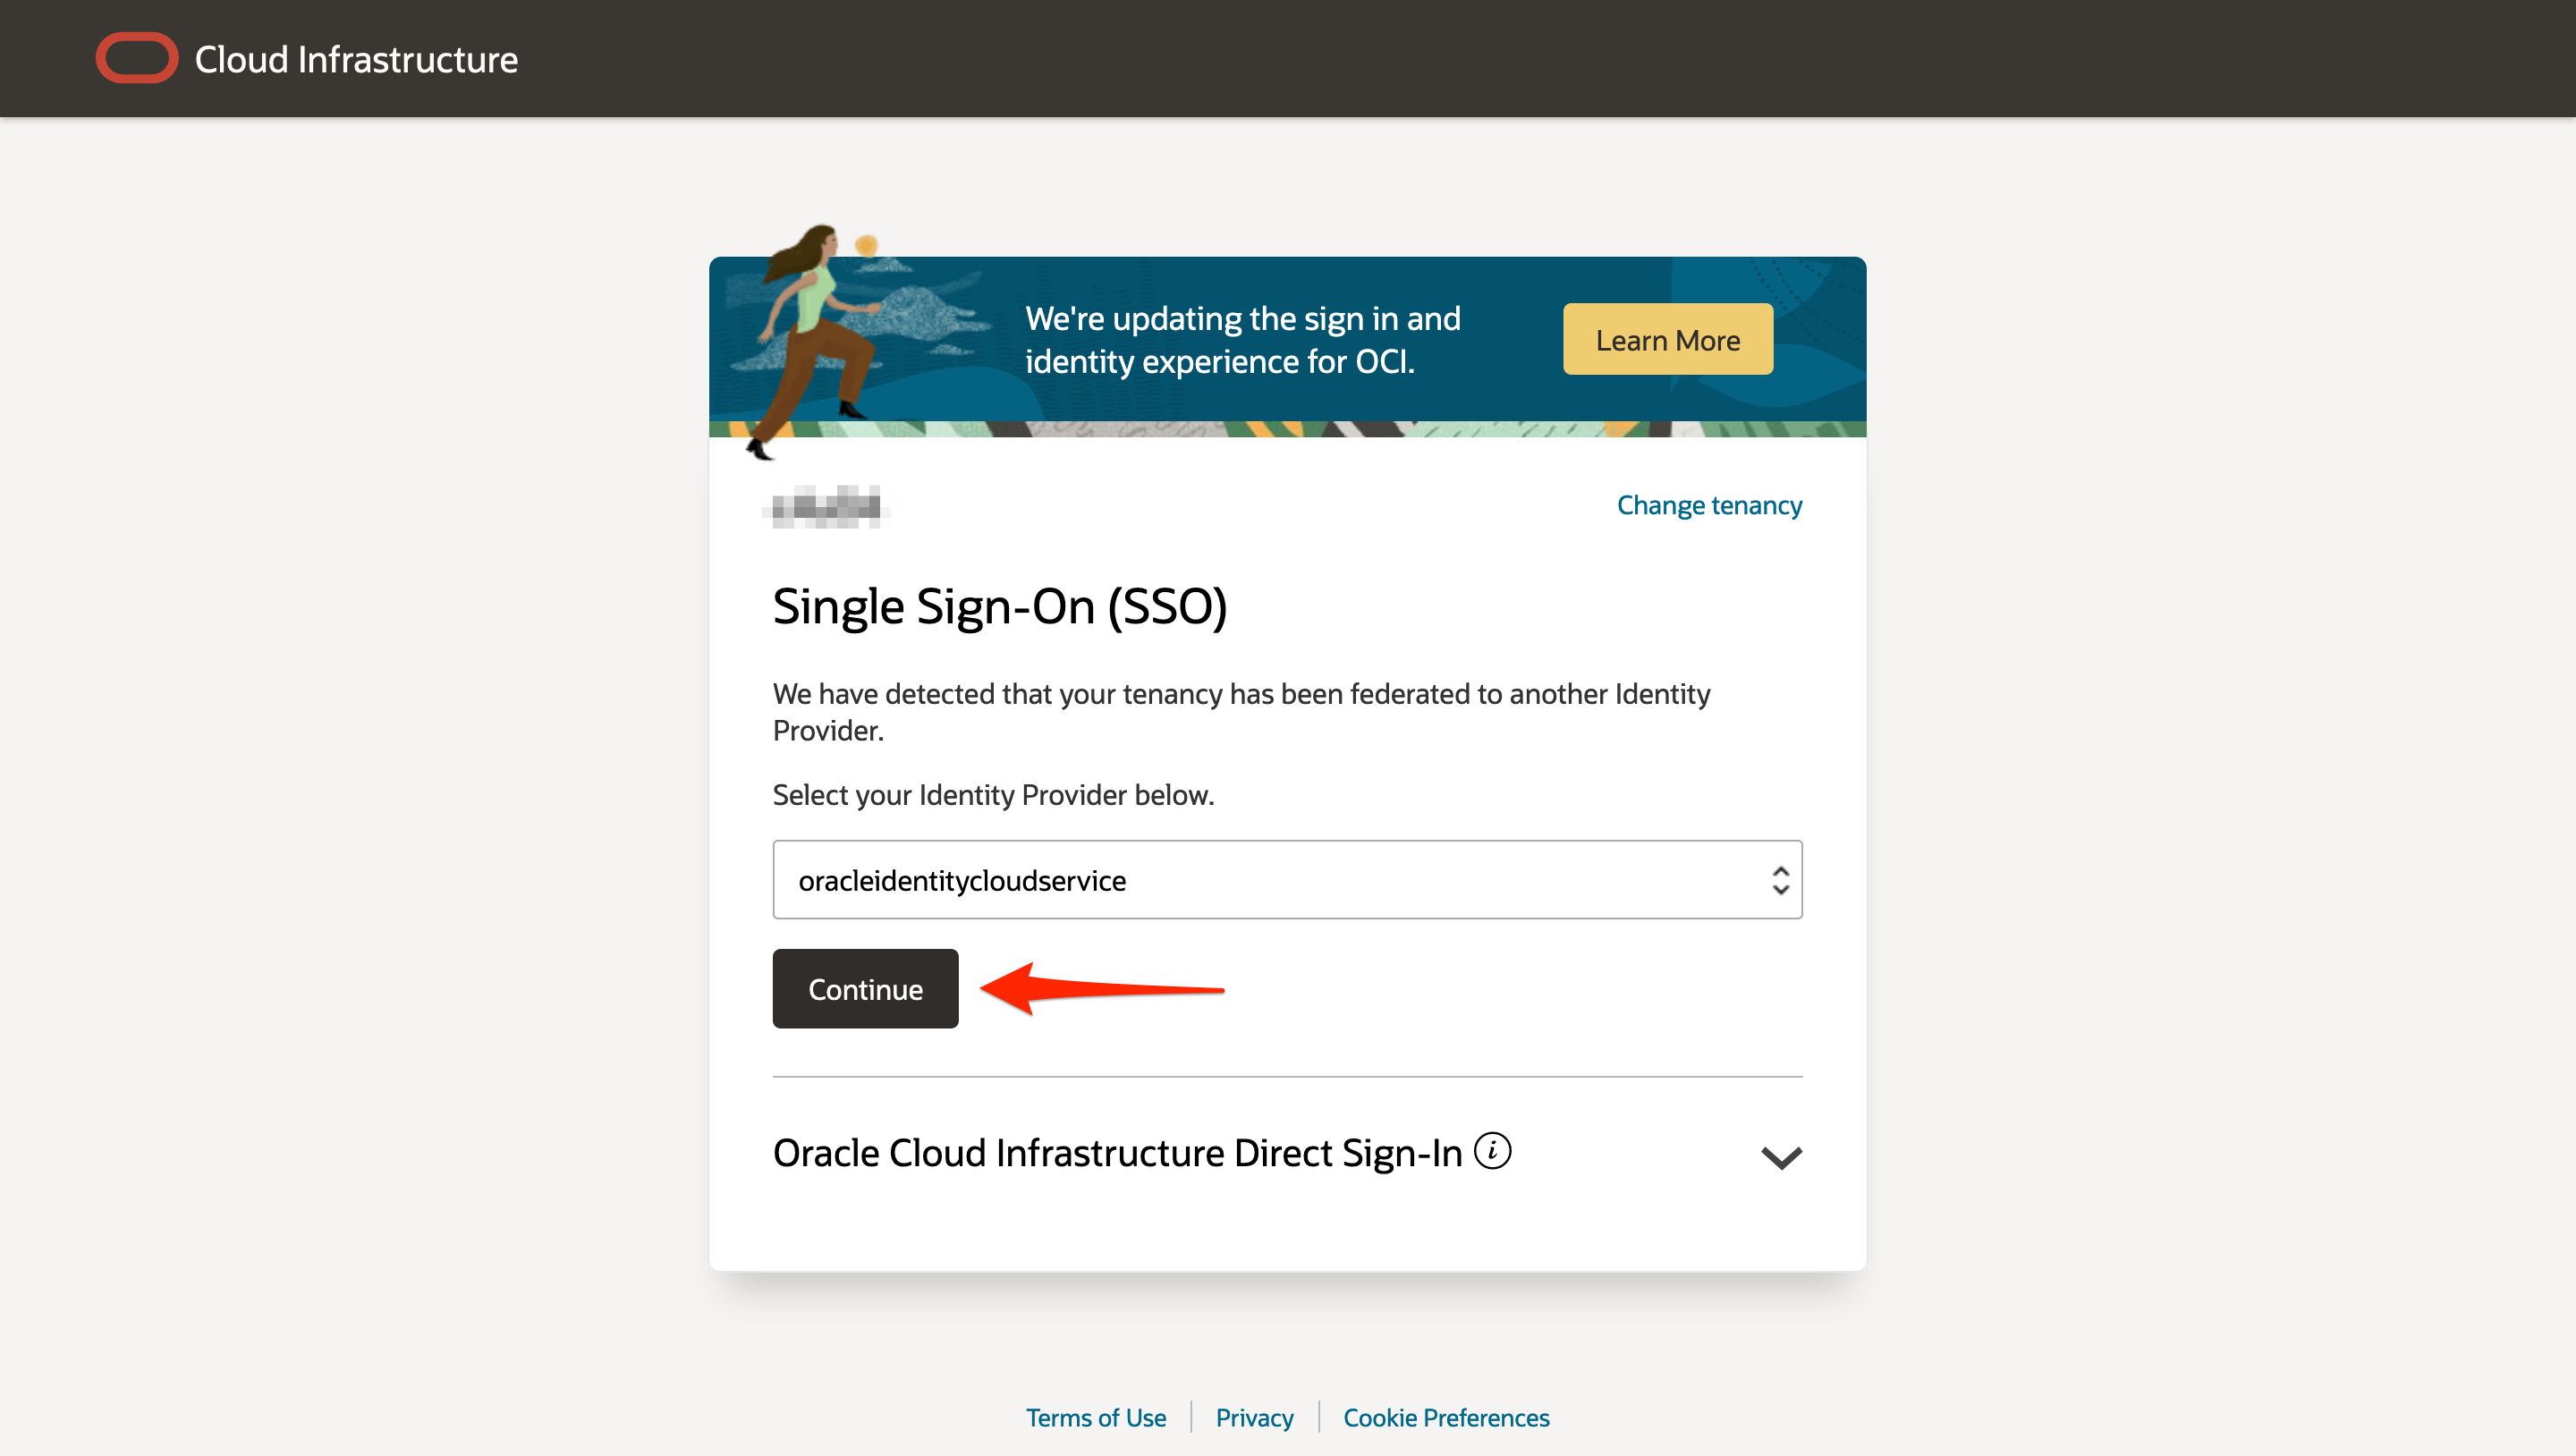 Cloud Infrastructure
We're updating the sign in and
identity experience for OCI.
Learn More
Change tenancy
Single Sign-On (SSO)
We have detected that your tenancy has been federated to another Identity
Provider.
Select your Identity Provider below.
oracleidentitycloudservice
Continue
Oracle Cloud Infrastructure Direct Sign-In i
Terms of Use
Privacy
Cookie Preferences